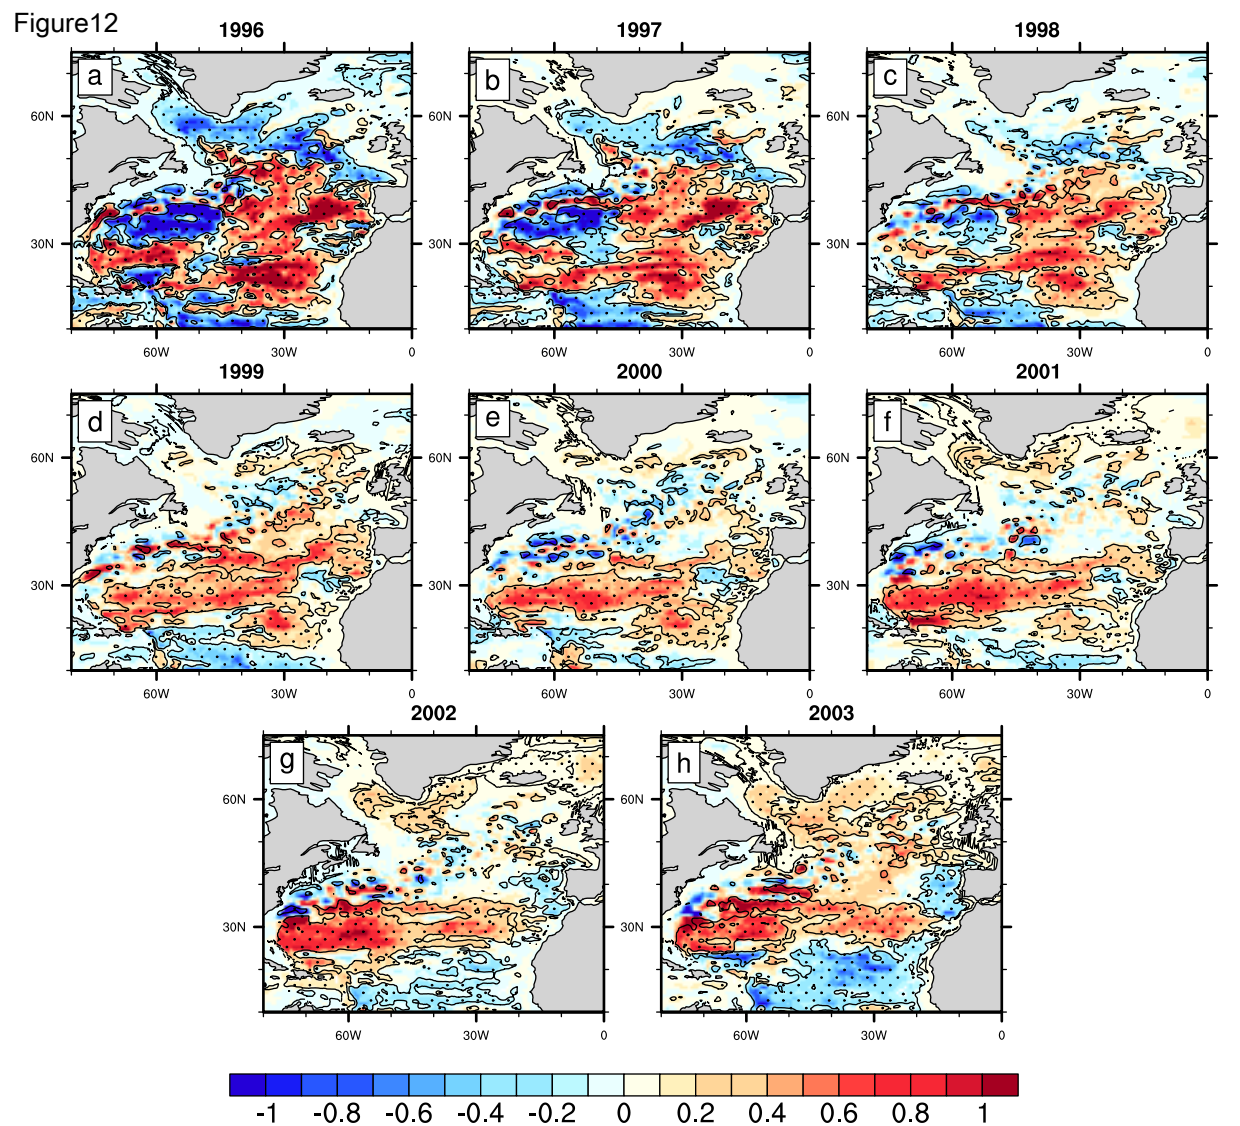 Figure12
1996 1997 1998
a b c
60N 60N 60N
30N 30N 30N
60W 30W 0 60W 30W 0 60W 30W 0
1999 2000 2001
d e f
60N 60N 60N
30N 30N 30N
60W 30W 0 60W 30W 0 60W 30W 0
2002 2003
g h
60N 60N
30N 30N
60W 30W 0 60W 30W 0
-1 -0.8 -0.6 -0.4 -0.2 0 0.2 0.4 0.6 0.8 1